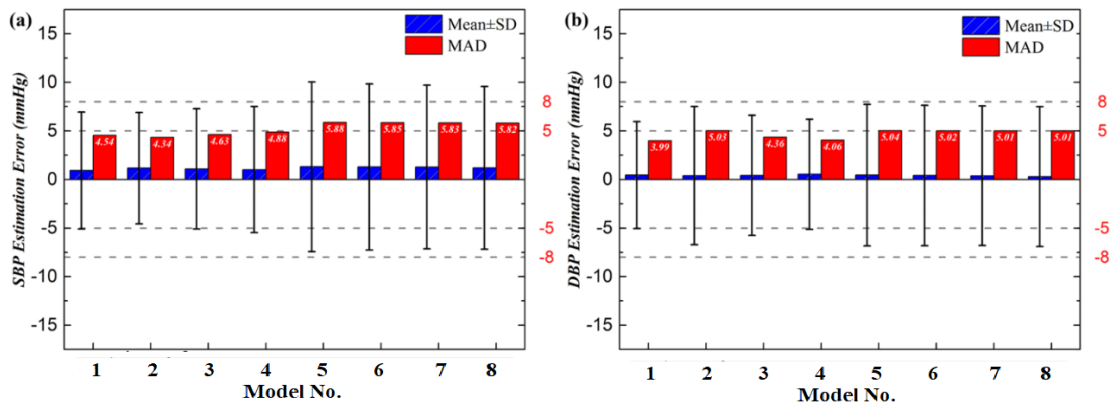 (a)
Mean±SD
MAD
SBP Estimation Error (mmHg)
15
10
5
0
-5
-10
-15
8
5
-5
-8
4.54 4.34 4.63 4.88 5.88 5.85 5.83 5.82
1 2 3 4 5 6 7 8
Model No.
(b)
Mean±SD
MAD
DBP Estimation Error (mmHg)
15
10
5
0
-5
-10
-15
8
5
-5
-8
3.99 5.03 4.36 4.06 5.04 5.02 5.01 5.01
1 2 3 4 5 6 7 8
Model No.